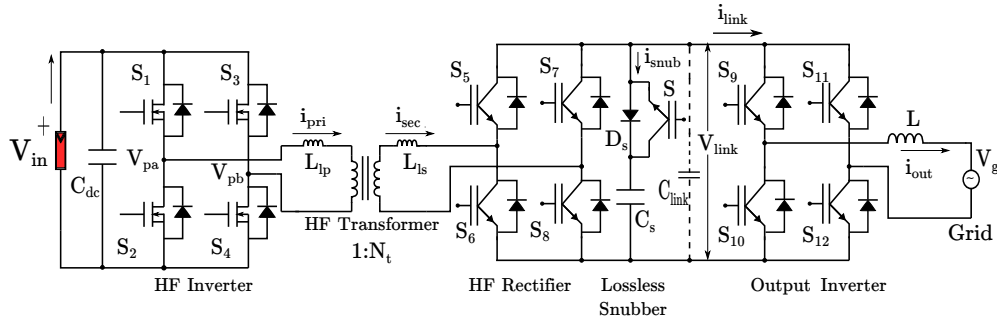 i_link
S_1
S_3
S_5
S_7
i_snub
S
S_9
S_11
+
V_in
C_dc
V_pa
V_pb
i_pri
i_sec
L_lp
L_ls
D_s
V_link
C_link
L
i_out
V_g
~
S_2
S_4
HF Transformer
1:N_t
S_6
S_8
C_s
S_10
S_12
Grid
HF Inverter
HF Rectifier
Lossless
Snubber
Output Inverter